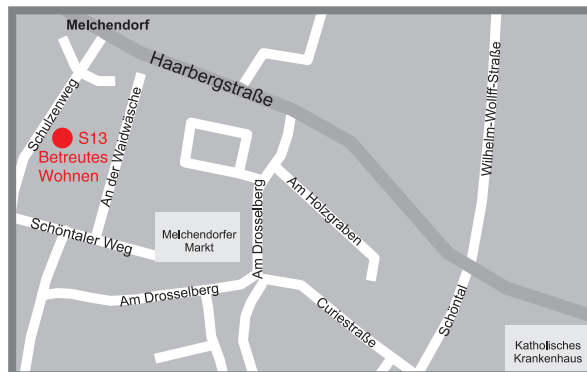 Melchendorf
Haarbergstraße
Wilhelm-Wolff-Straße
Schulzenweg
S13
Betreutes
Wohnen
An der Waldwäsche
Am Holzgraben
Am Drosselberg
Schöntaler Weg
Melchendorfer
Markt
Am Drosselberg
Curiestraße
Schöntal
Katholisches
Krankenhaus